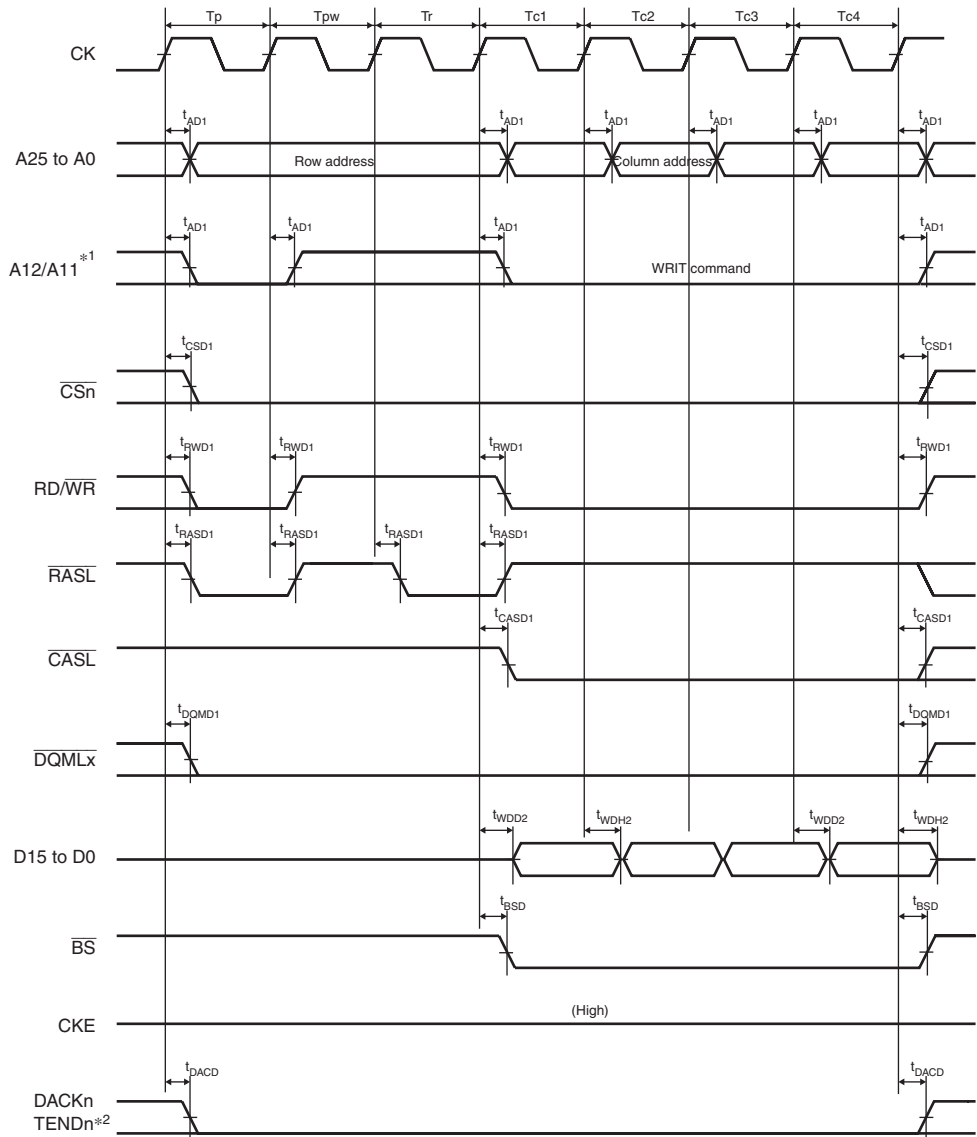 Tp Tpw Tr Tc1 Tc2 Tc3 Tc4
CK
tAD1 tAD1 tAD1 tAD1 tAD1 tAD1
A25 to A0 Row address Column address
tAD1 tAD1 tAD1 tAD1
A12/A11*1 WRIT command
tCSD1 tCSD1
CSn
tRWD1 tRWD1 tRWD1 tRWD1
RD/WR
tRASD1 tRASD1 tRASD1 tRASD1
RASL
tCASD1 tCASD1
CASL
tDQMD1 tDQMD1
DQMLx
tWDD2 tWDH2 tWDD2 tWDH2
D15 to D0
tBSD tBSD
BS
(High)
CKE
tDACD tDACD
DACKn
TENDn*2